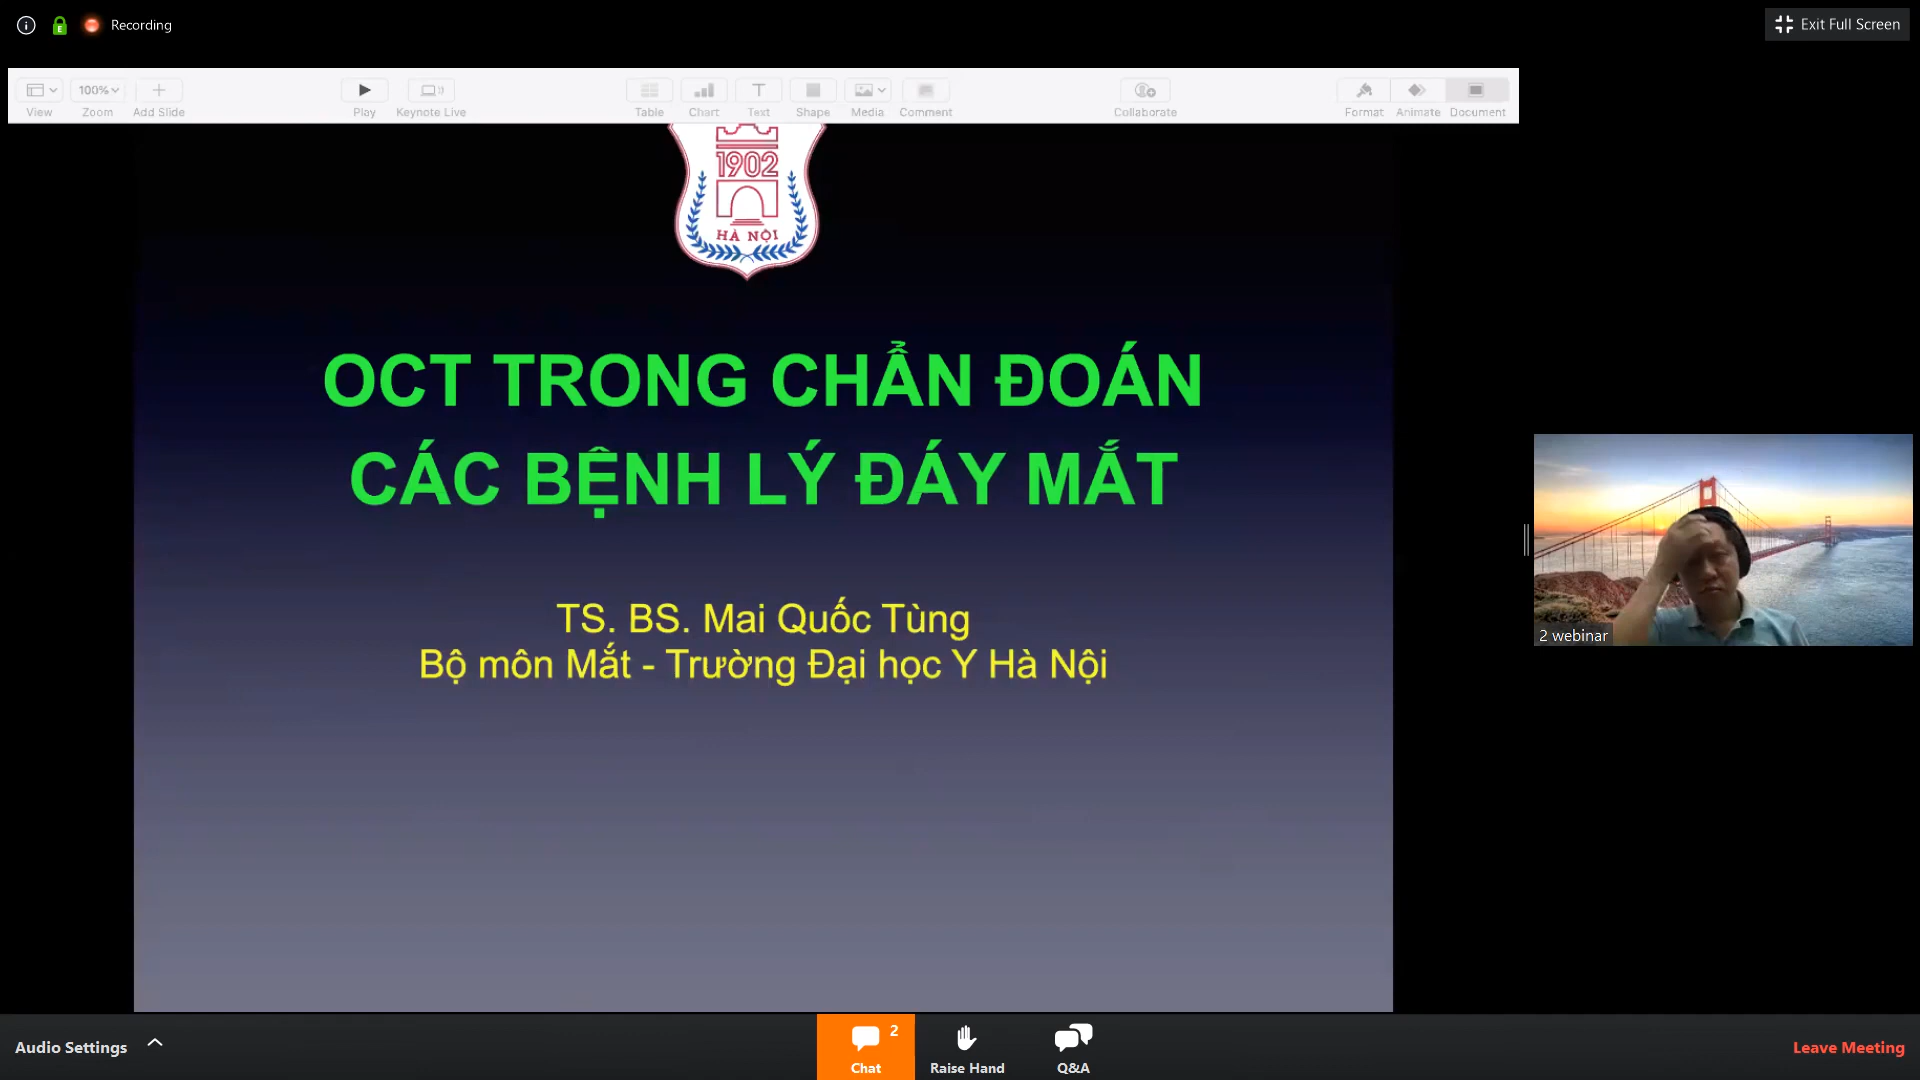 Recording
Exit Full Screen
View
100%
Zoom
Add Slide
Play
Keynote Live
Table
Chart
Text
Shape
Media
Comment
Collaborate
Format
Animate
Document
1902
HÀ NỘI
OCT TRONG CHẨN ĐOÁN
CÁC BỆNH LÝ ĐÁY MẮT
TS. BS. Mai Quốc Tùng
Bộ môn Mắt - Trường Đại học Y Hà Nội
2 webinar
Audio Settings
2
Chat
Raise Hand
Q&A
Leave Meeting